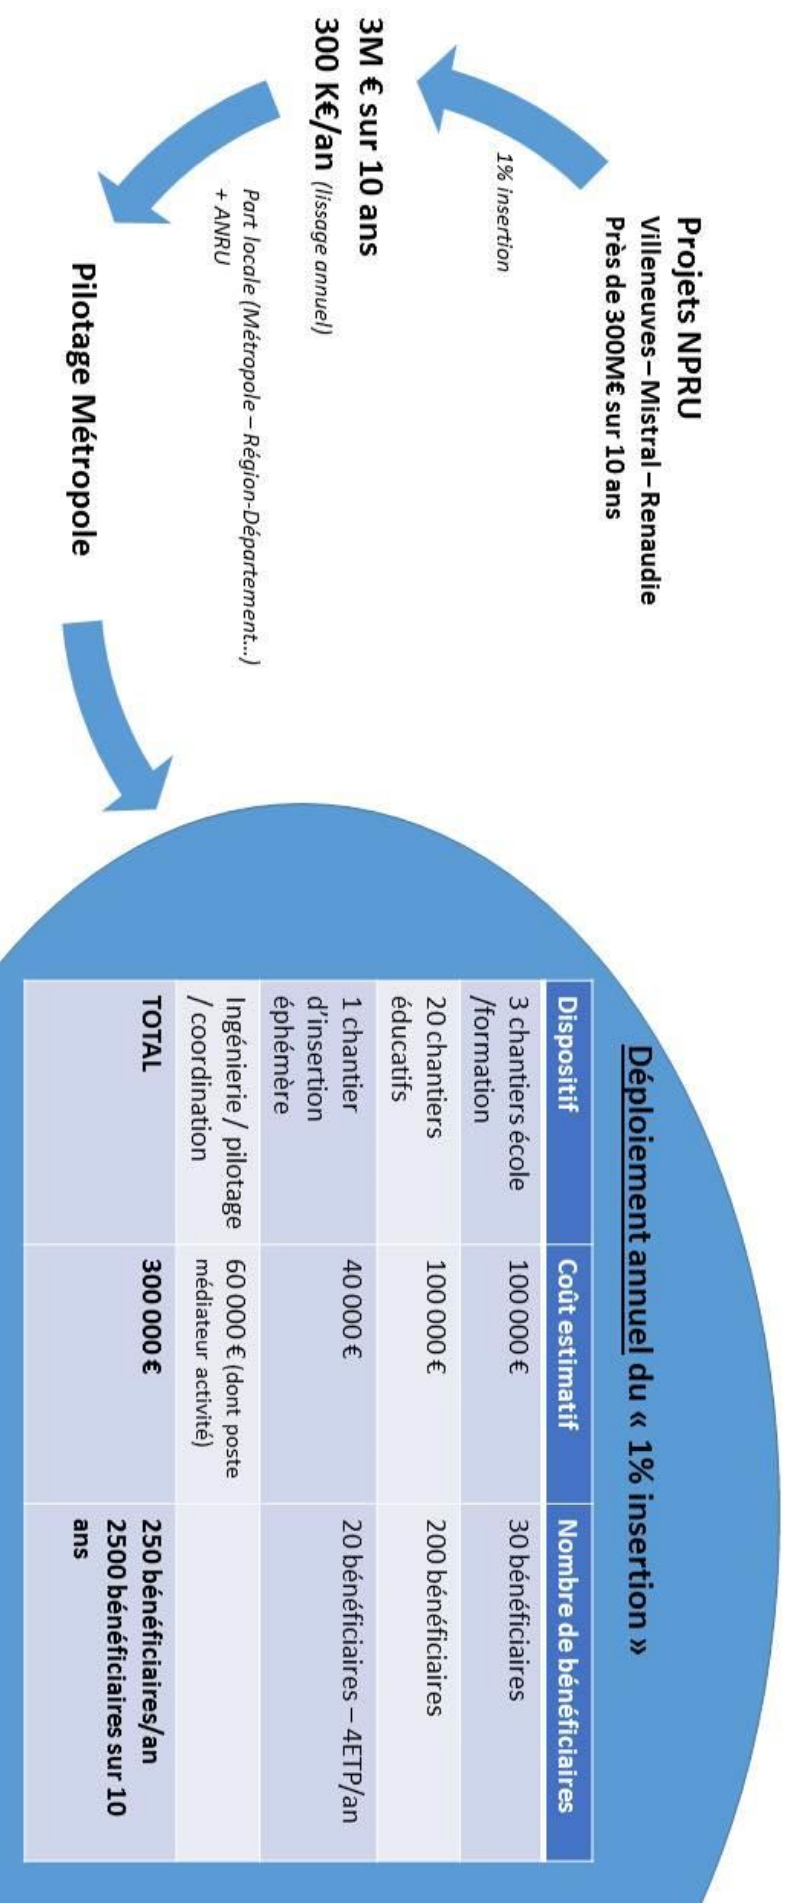 Projets NPRU
Villeneuves – Mistral – Renaudie
Près de 300M€ sur 10 ans
1% insertion
3M € sur 10 ans
300 K€/an (lissage annuel)
Part locale (Métropole – Région-Département…)
+ ANRU
Pilotage Métropole
Déploiement annuel du « 1% insertion »
Dispositif
Coût estimatif
Nombre de bénéficiaires
3 chantiers école
/formation
100 000 €
30 bénéficiaires
20 chantiers
éducatifs
100 000 €
200 bénéficiaires
1 chantier
d’insertion
éphémère
40 000 €
20 bénéficiaires – 4ETP/an
Ingénierie / pilotage
/ coordination
60 000 € (dont poste
médiateur activité)
TOTAL
300 000 €
250 bénéficiaires/an
2500 bénéficiaires sur 10
ans